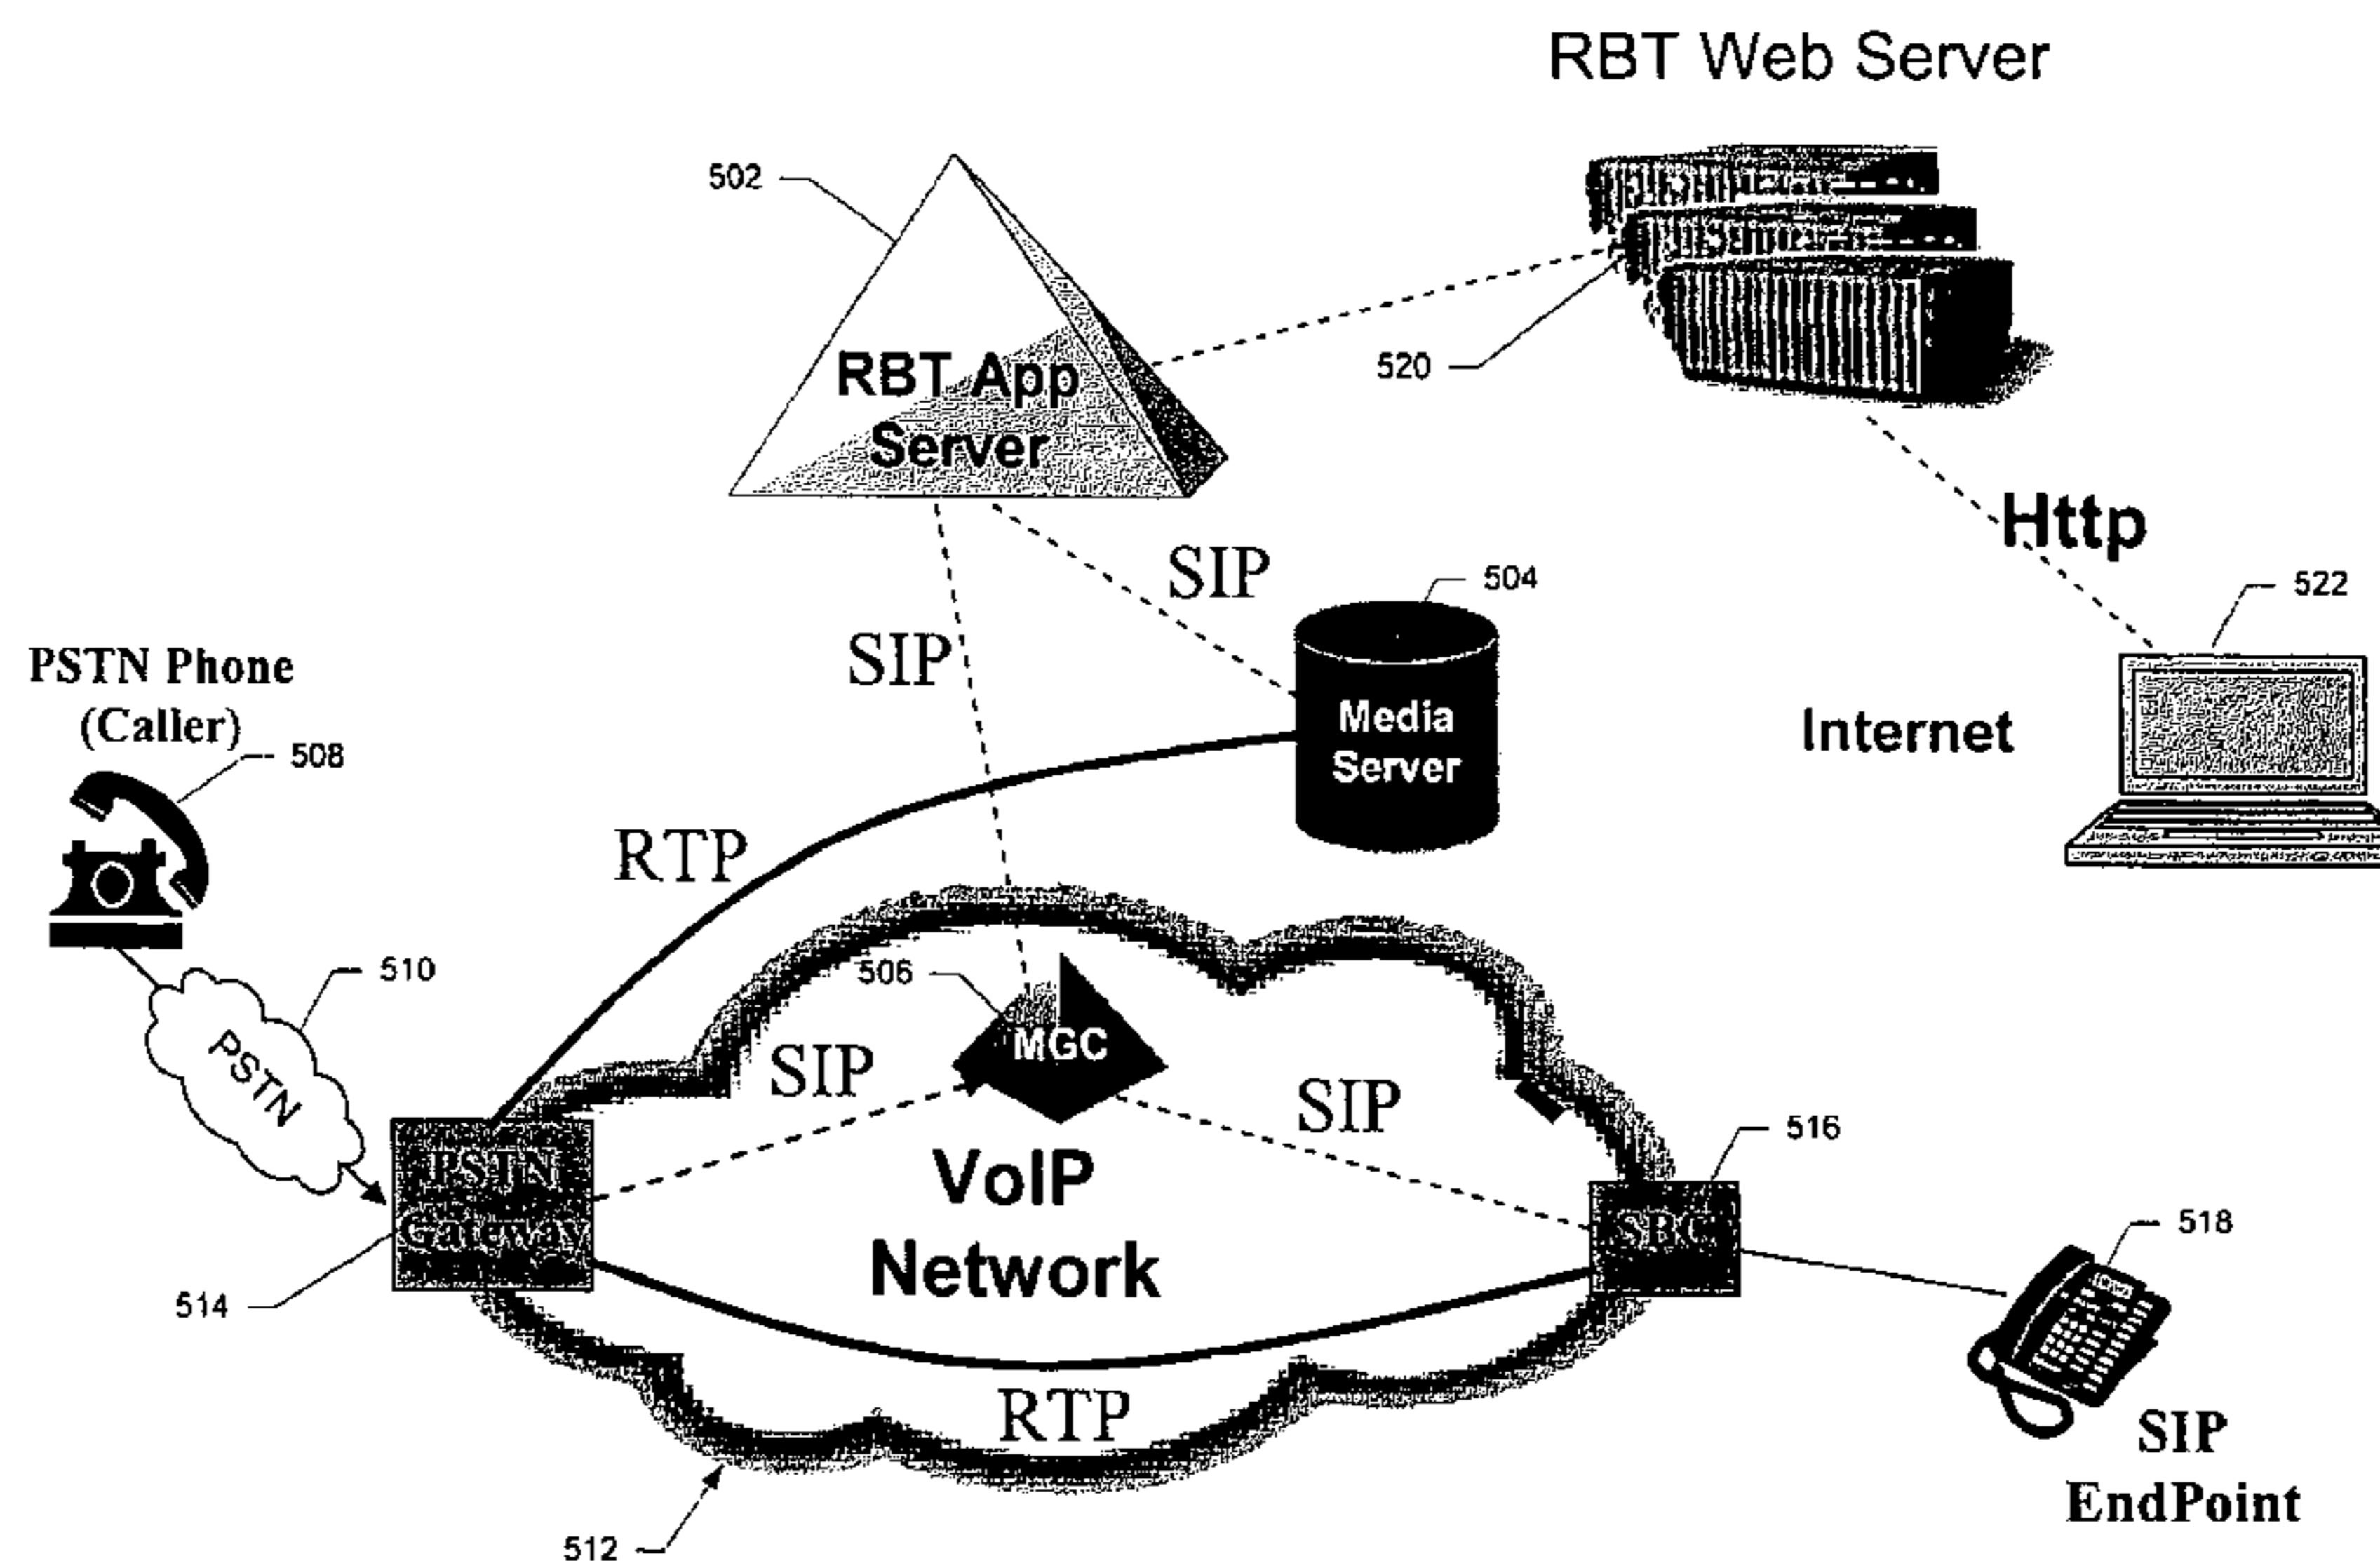 RBT Web Server
502
RBT App
Server
520
Http
SIP
504
522
SIP
PSTN Phone
(Caller)
508
Media
Server
Internet
RTP
510
506
PSTN
MGC
SIP
SIP
516
PSTN
Gateway
VoIP
Network
SBC
518
514
RTP
SIP
EndPoint
512